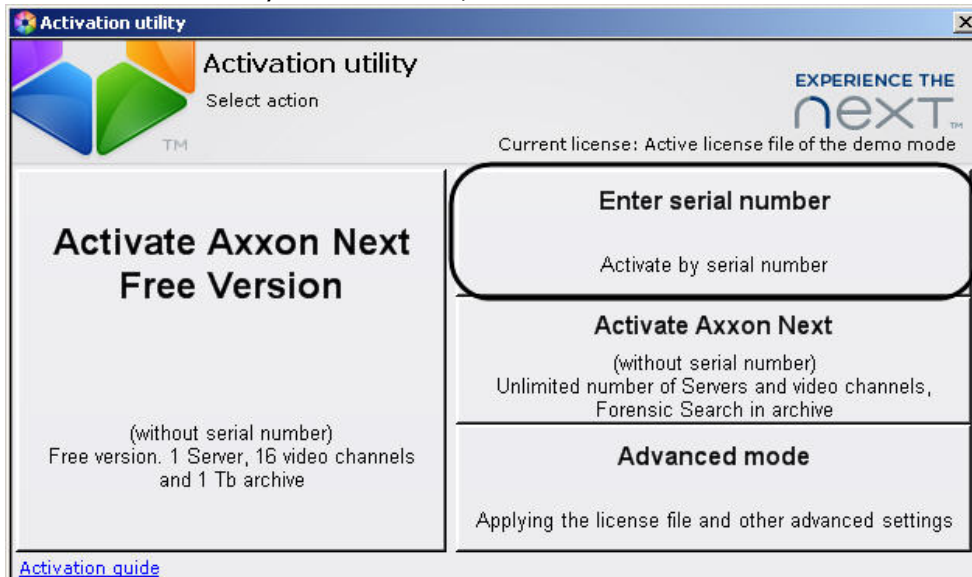 Activation utility
Activation utility
Select action
TM
EXPERIENCE THE
next TM
Current license: Active license file of the demo mode
Activate Axxon Next
Free Version
(without serial number)
Free version. 1 Server, 16 video channels
and 1 Tb archive
Enter serial number
Activate by serial number
Activate Axxon Next
(without serial number)
Unlimited number of Servers and video channels,
Forensic Search in archive
Advanced mode
Applying the license file and other advanced settings
Activation guide